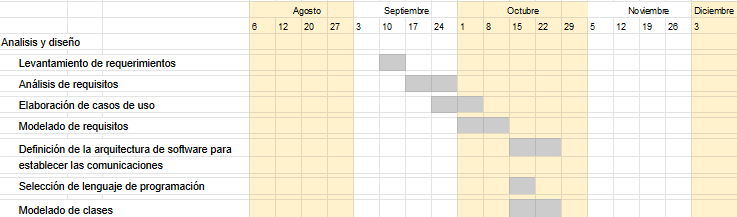 Agosto Septiembre Octubre Noviembre Diciembre
6 12 20 27 3 10 17 24 1 8 15 22 29 5 12 19 26 3
Analisis y diseño
Levantamiento de requerimientos
Análisis de requisitos
Elaboración de casos de uso
Modelado de requisitos
Definición de la arquitectura de software para
establecer las comunicaciones
Selección de lenguaje de programación
Modelado de clases